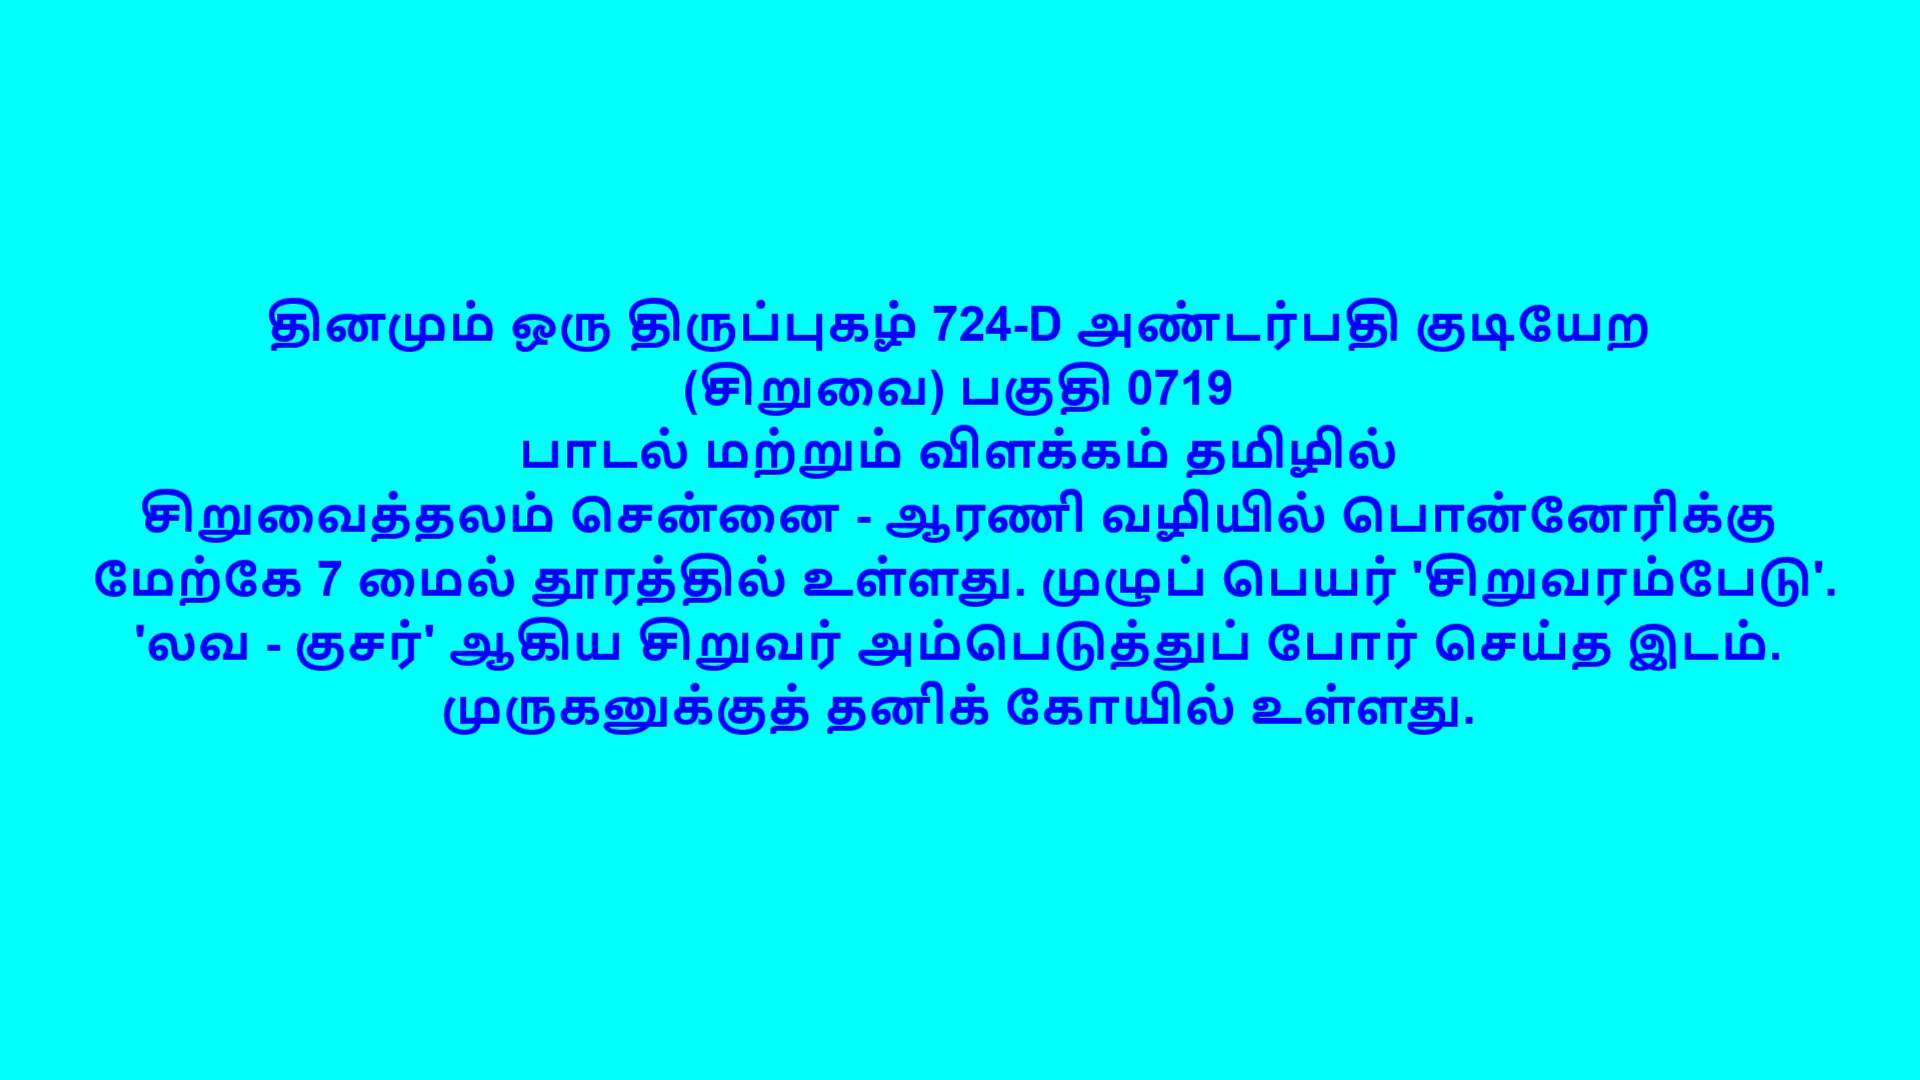 தினமும் ஒரு திருப்புகழ் 724-D அண்டர்பதி குடியேற
(சிறுவை) பகுதி 0719
பாடல் மற்றும் விளக்கம் தமிழில்
சிறுவைத்தலம் சென்னை - ஆரணி வழியில் பொன்னேரிக்கு
மேற்கே 7 மைல் தூரத்தில் உள்ளது. முழுப் பெயர் 'சிறுவரம்பேடு'.
'லவ - குசர்' ஆகிய சிறுவர் அம்பெடுத்துப் போர் செய்த இடம்.
முருகனுக்குத் தனிக் கோயில் உள்ளது.